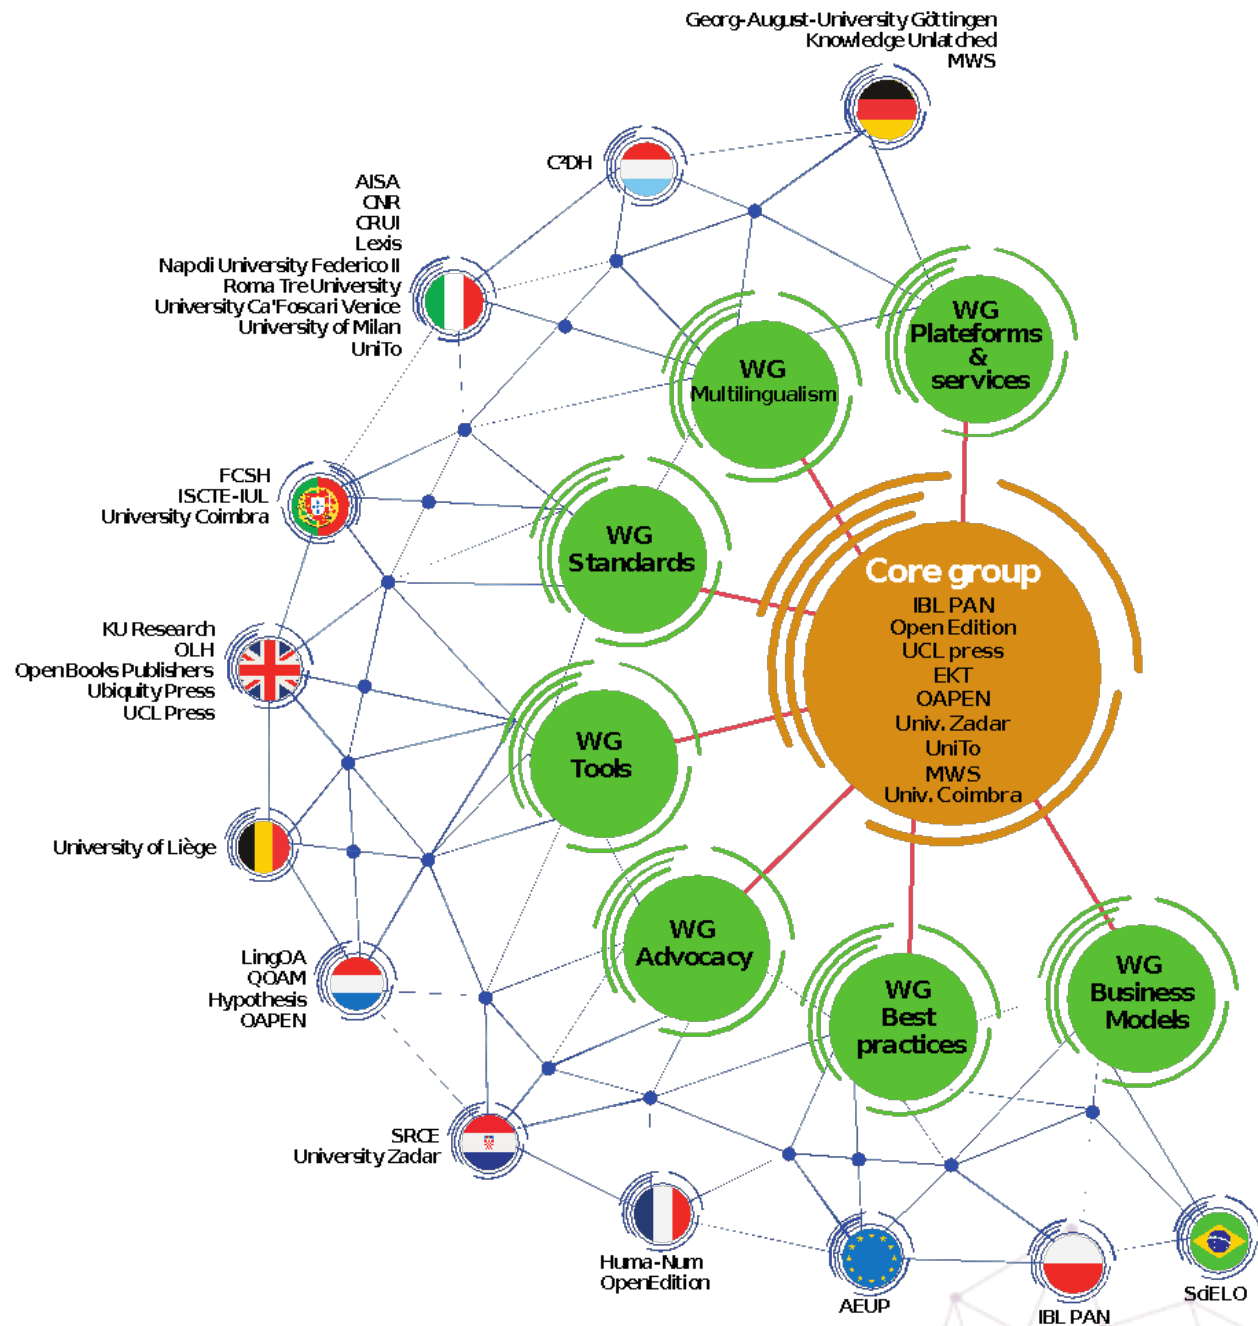 Georg-August-University Göttingen
Knowledge Unlatched
MWS
C²DH
AISA
CNR
CRUI
Lexis
Napoli University Federico II
Roma Tre University
University Ca'Foscari Venice
University of Milan
UniTo
WG
Plateforms
&
services
WG
Multilingualism
FCSH
ISCTE-IUL
University Coimbra
WG
Standards
Core group
IBL PAN
Open Edition
UCL press
EKT
OAPEN
Univ. Zadar
UniTo
MWS
Univ. Coimbra
KU Research
OLH
Open Books Publishers
Ubiquity Press
UCL Press
WG
Tools
University of Liège
WG
Advocacy
LingOA
QOAM
Hypothesis
OAPEN
WG
Best
practices
WG
Business
Models
SRCE
University Zadar
Huma-Num
OpenEdition
AEUP
IBL PAN
SciELO